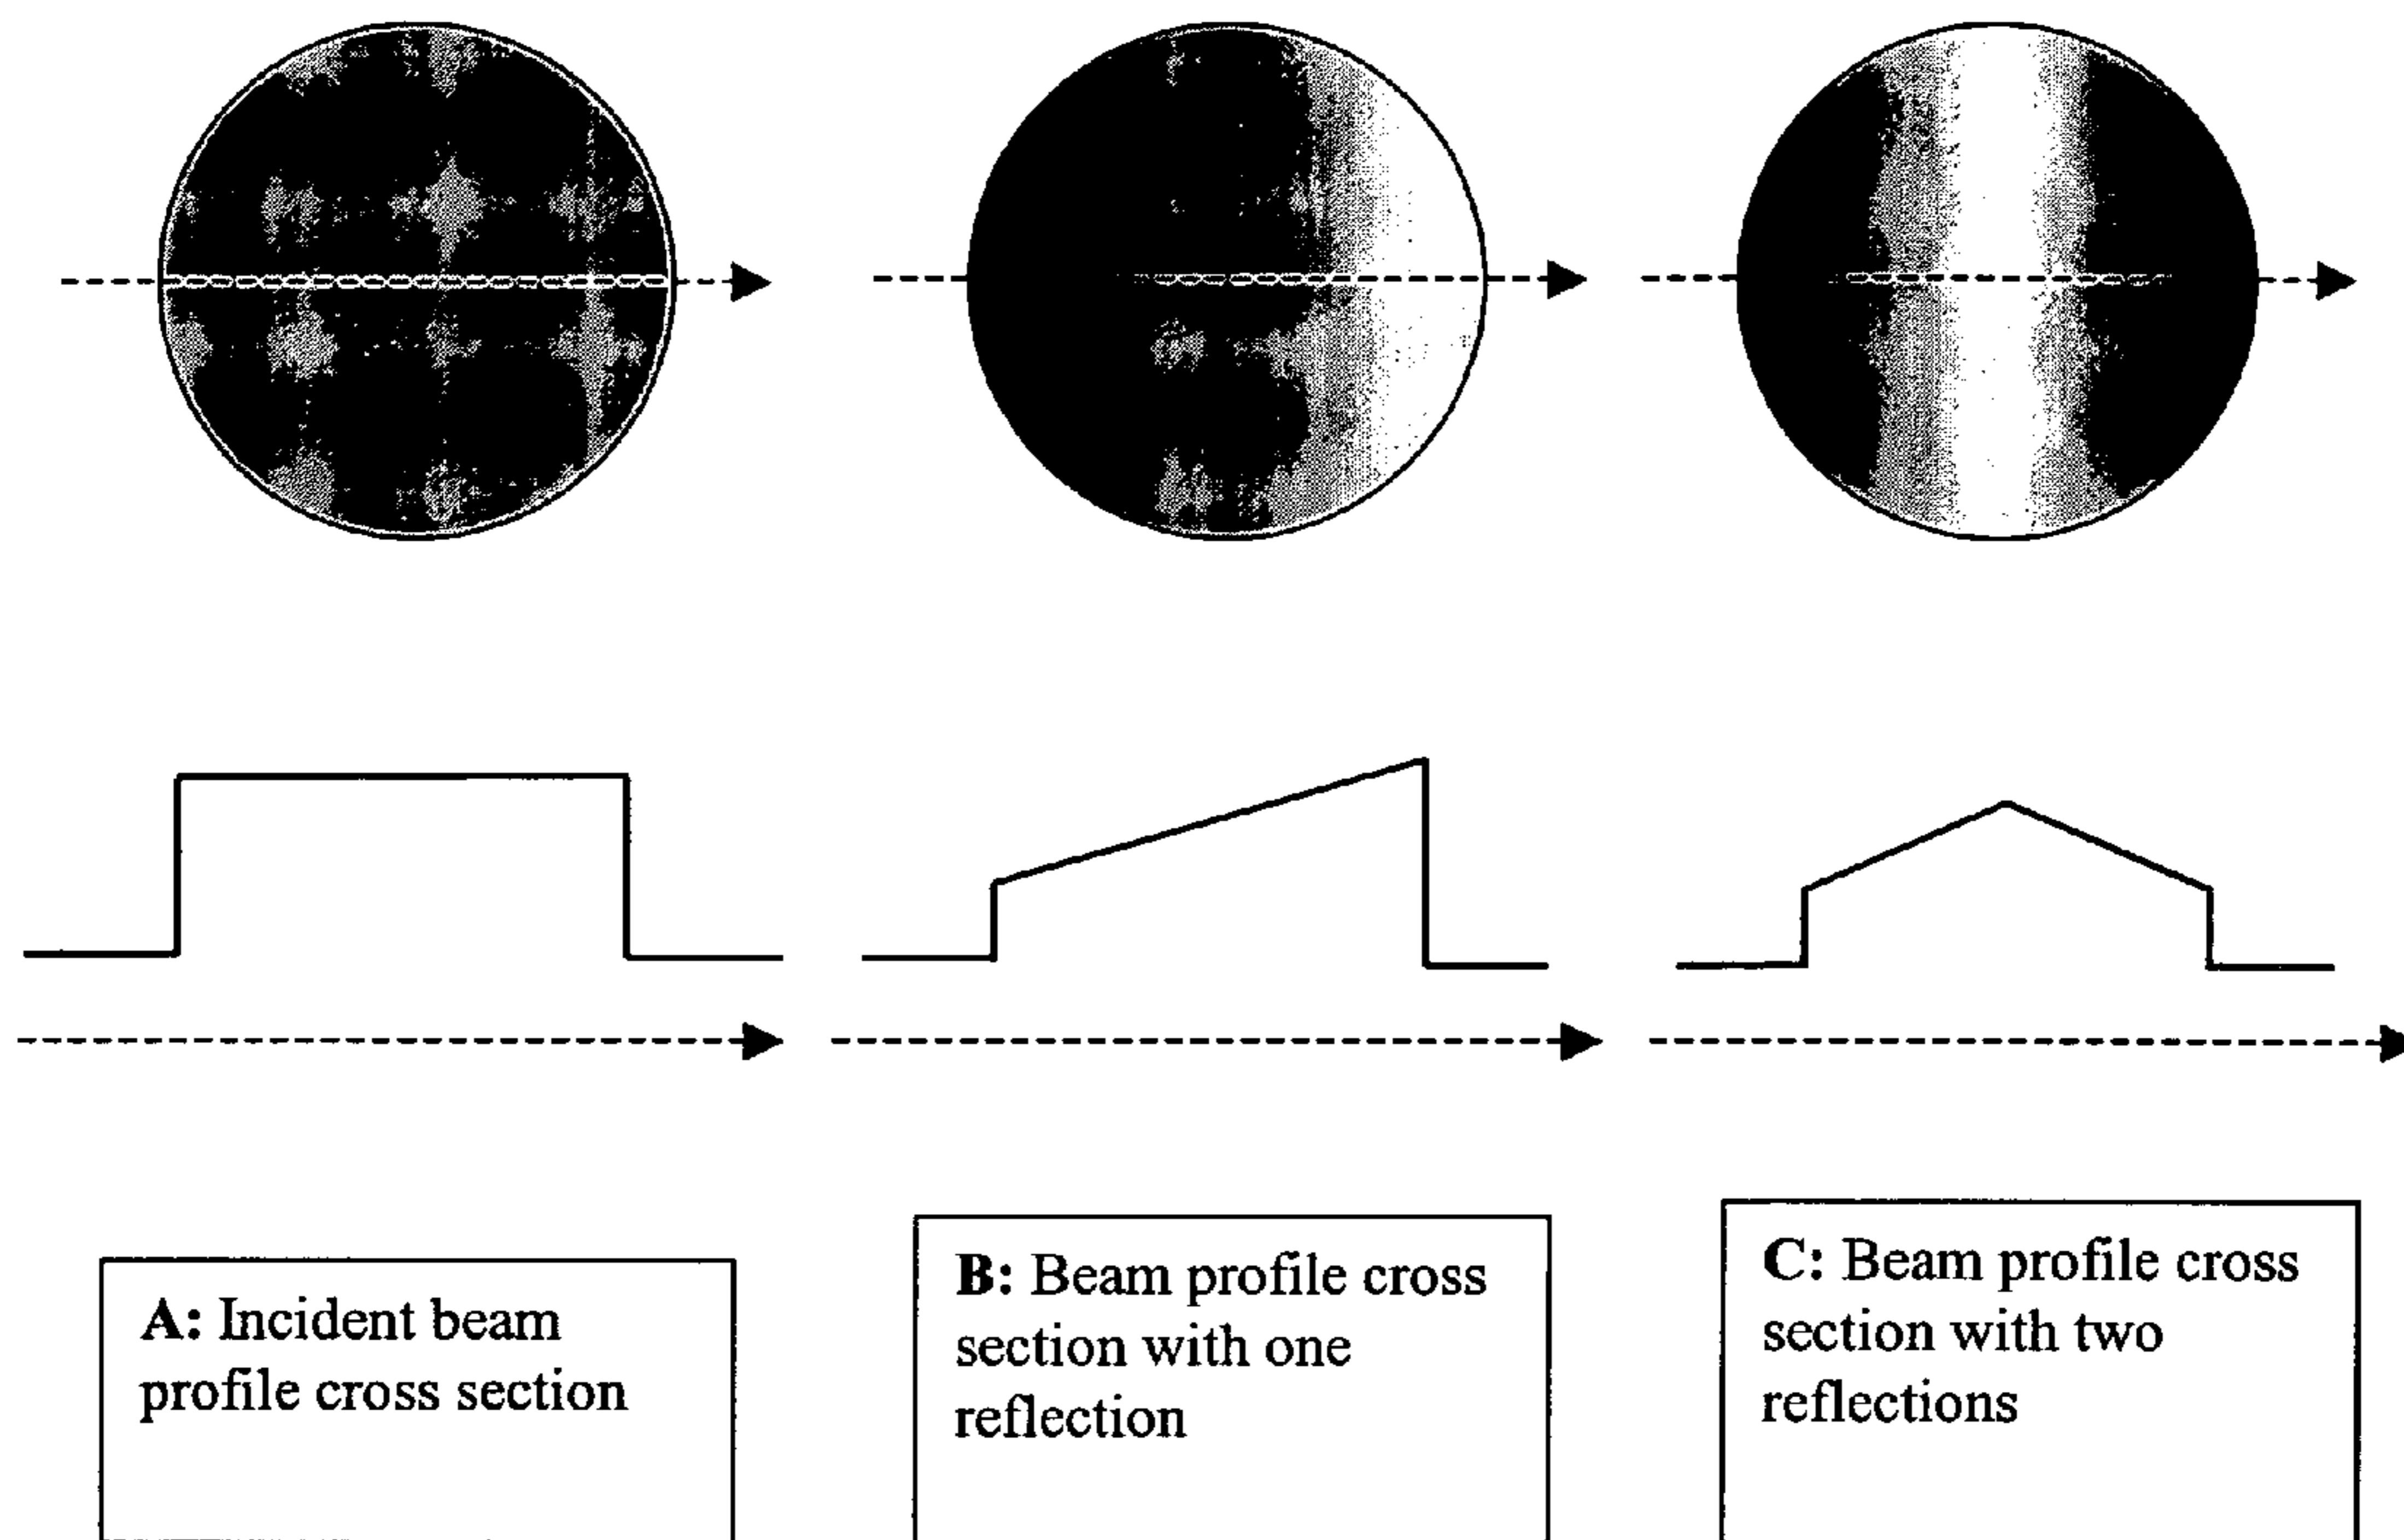 A: Incident beam
profile cross section
B: Beam profile cross
section with one
reflection
C: Beam profile cross
section with two
reflections